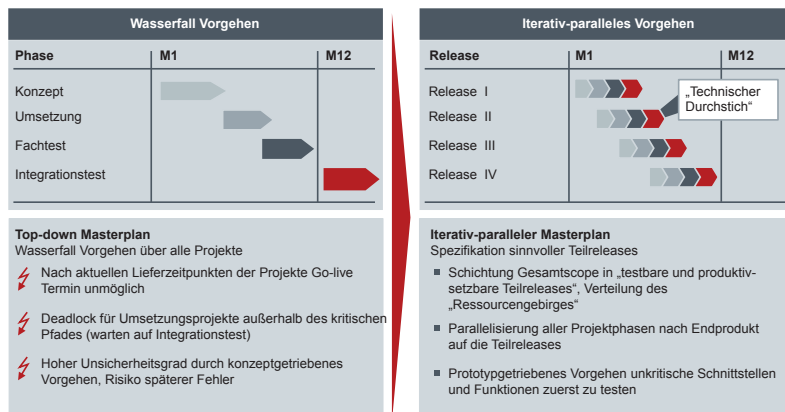 Wasserfall Vorgehen
Phase M1 M12
Konzept
Umsetzung
Fachtest
Integrationstest
Top-down Masterplan
Wasserfall Vorgehen über alle Projekte
Nach aktuellen Lieferzeitpunkten der Projekte Go-live
Termin unmöglich
Deadlock für Umsetzungsprojekte außerhalb des kritischen
Pfades (warten auf Integrationstest)
Hoher Unsicherheitsgrad durch konzeptgetriebenes
Vorgehen, Risiko späterer Fehler
Iterativ-paralleles Vorgehen
Release M1 M12
Release I
Release II
Release III
Release IV
„Technischer
Durchstich“
Iterativ-paralleler Masterplan
Spezifikation sinnvoller Teilreleases
Schichtung Gesamtscope in „testbare und produktiv-
setzbare Teilreleases“, Verteilung des
„Ressourcengebirges“
Parallelisierung aller Projektphasen nach Endprodukt
auf die Teilreleases
Prototypgetriebenes Vorgehen unkritische Schnittstellen
und Funktionen zuerst zu testen